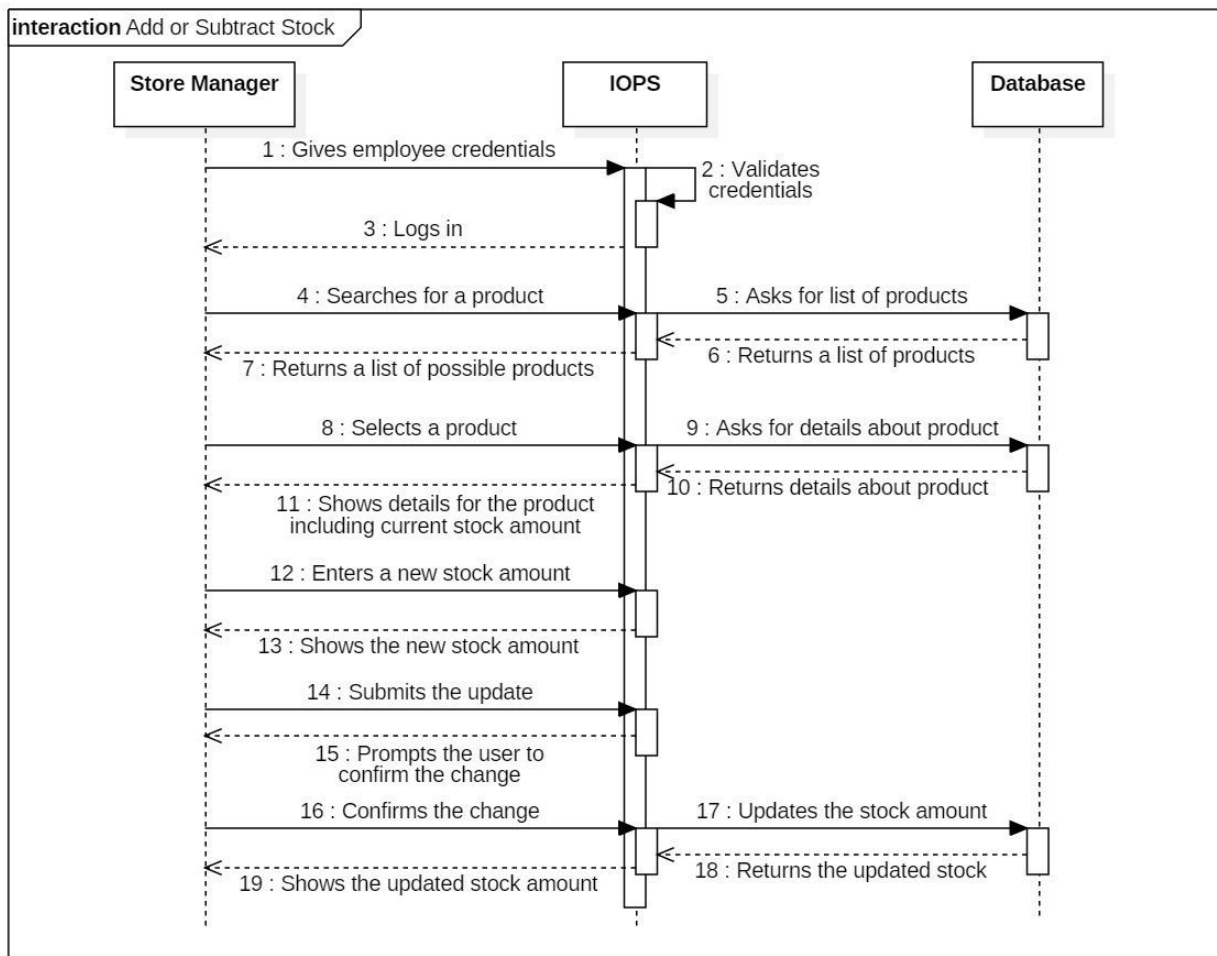 interaction Add or Subtract Stock
Store Manager
IOPS
Database
1 : Gives employee credentials
2 : Validates
credentials
3 : Logs in
4 : Searches for a product
5 : Asks for list of products
6 : Returns a list of products
7 : Returns a list of possible products
8 : Selects a product
9 : Asks for details about product
10 : Returns details about product
11 : Shows details for the product
including current stock amount
12 : Enters a new stock amount
13 : Shows the new stock amount
14 : Submits the update
15 : Prompts the user to
confirm the change
16 : Confirms the change
17 : Updates the stock amount
18 : Returns the updated stock
19 : Shows the updated stock amount